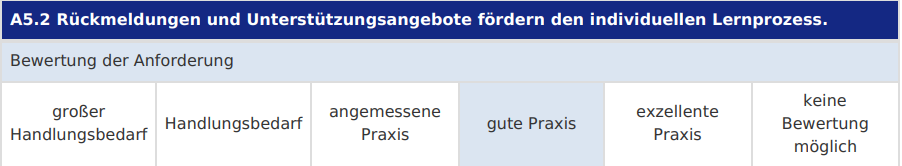 A5.2 Rückmeldungen und Unterstützungsangebote fördern den individuellen Lernprozess.
Bewertung der Anforderung
großer
Handlungsbedarf
Handlungsbedarf
angemessene
Praxis
gute Praxis
exzellente
Praxis
keine
Bewertung
möglich